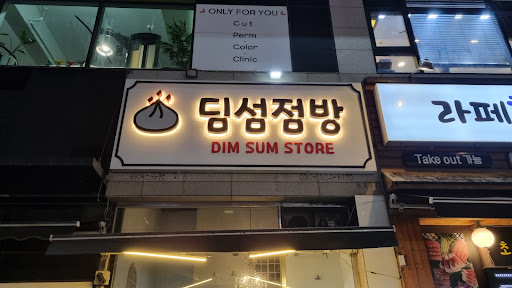 ONLY FOR YOU
Cut
Perm
Color
Clinic
딤섬점방
DIM SUM STORE
라페
Take out 가능